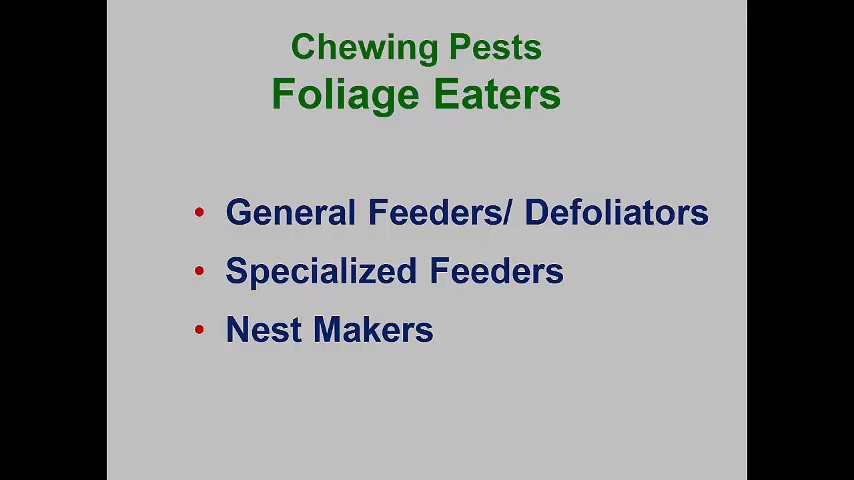 Chewing Pests
Foliage Eaters
• General Feeders/ Defoliators
• Specialized Feeders
• Nest Makers